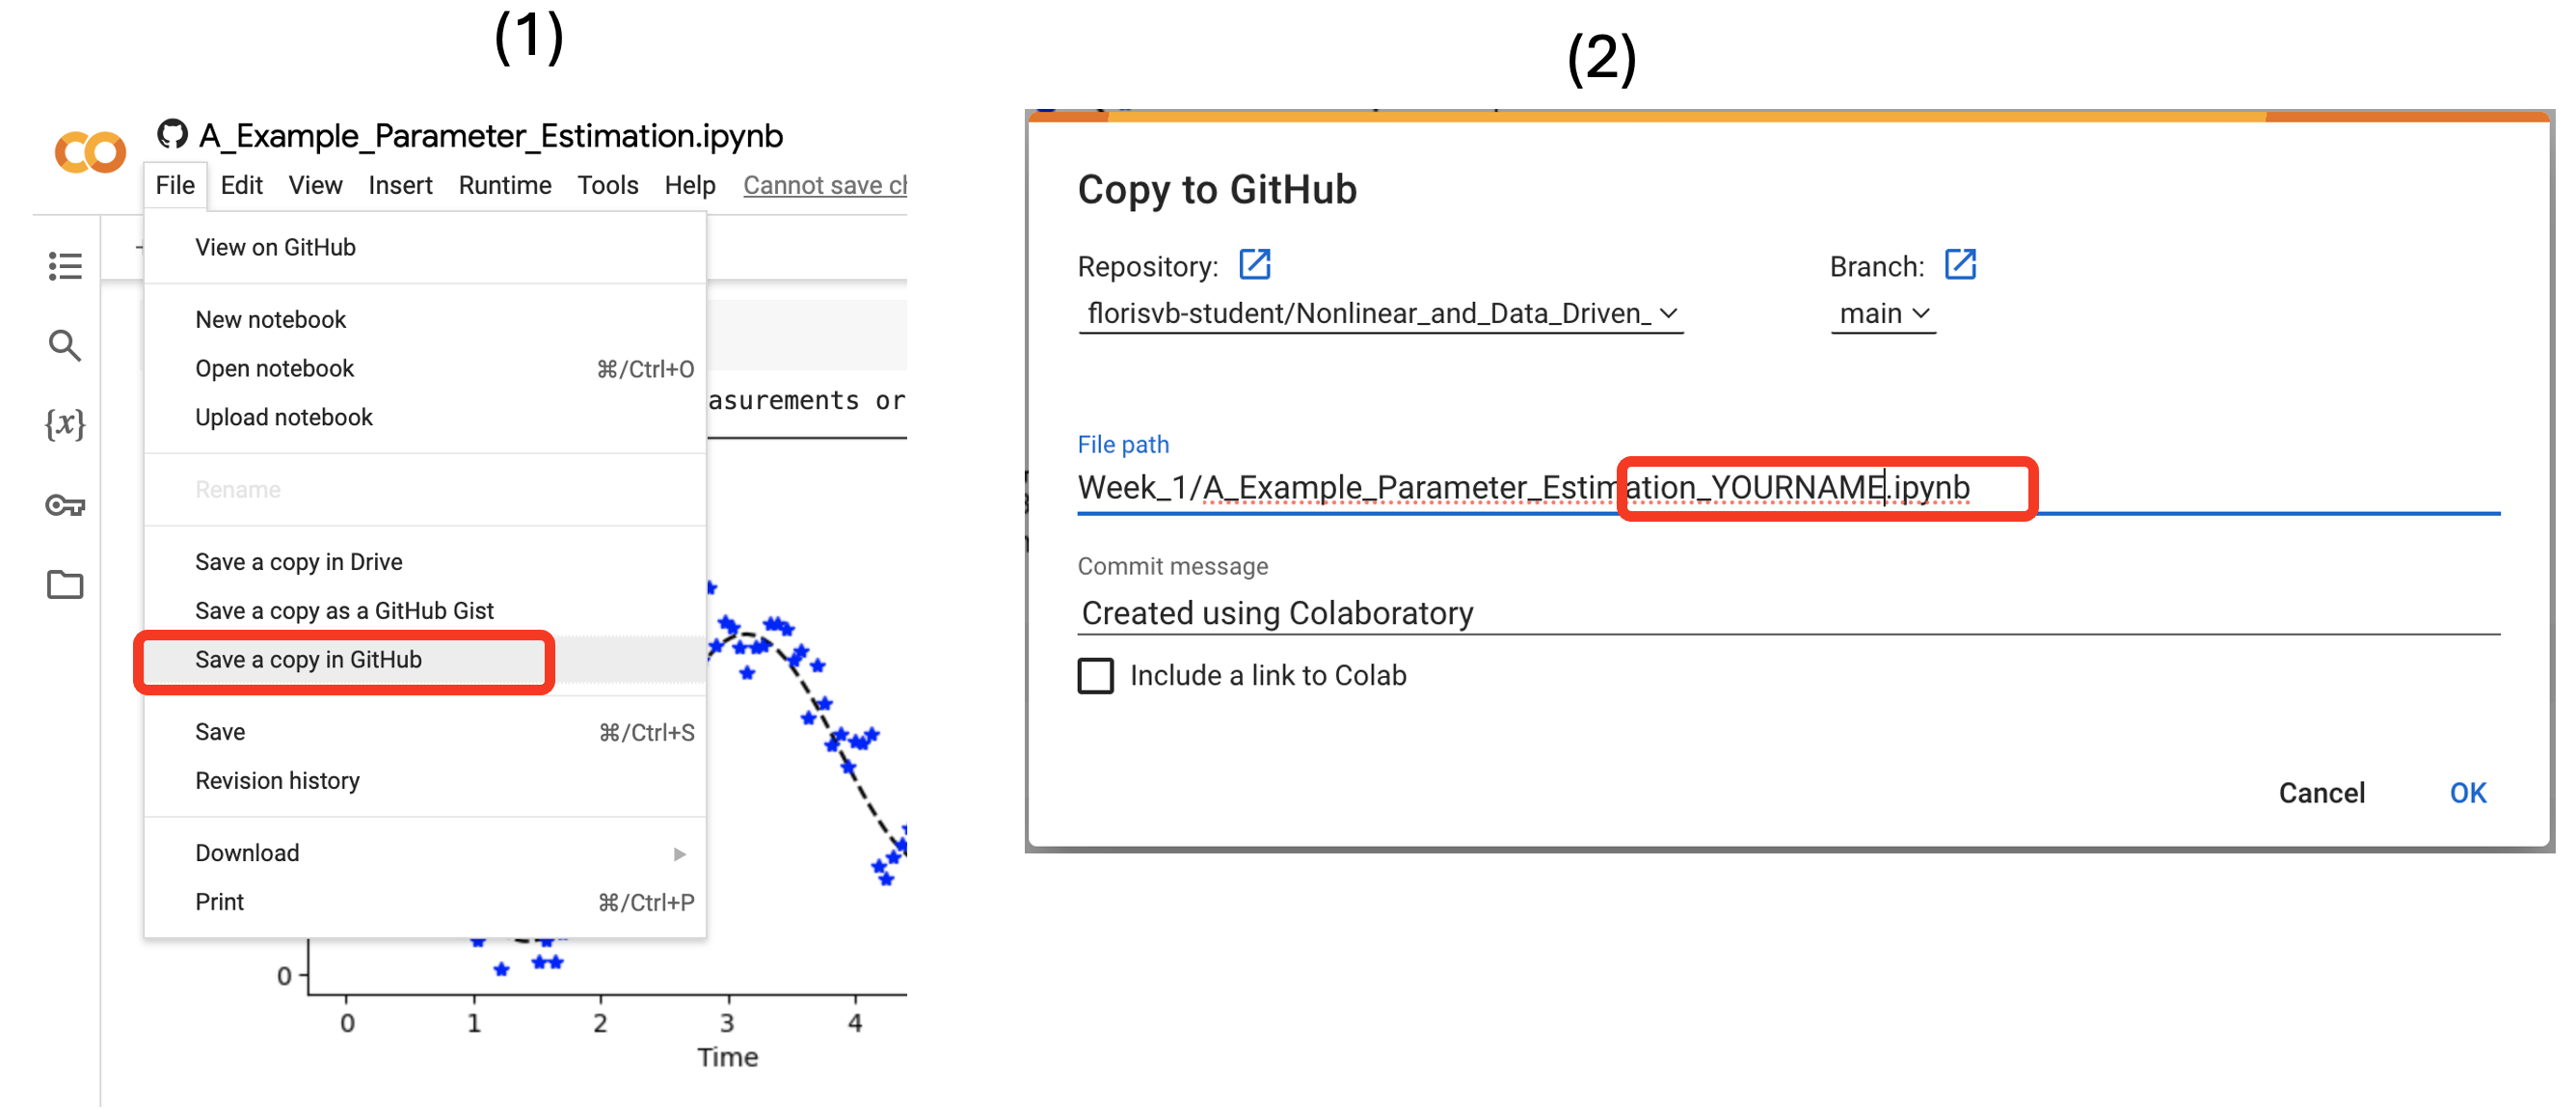 (1)
A_Example_Parameter_Estimation.ipynb
File Edit View Insert Runtime Tools Help Cannot save
View on GitHub
New notebook
Open notebook ⌘/Ctrl+O
Upload notebook
asurements or
Rename
Save a copy in Drive
Save a copy as a GitHub Gist
Save a copy in GitHub
Save ⌘/Ctrl+S
Revision history
Download
Print ⌘/Ctrl+P
{x}
0
0 1 2 3 4
Time
(2)
Copy to GitHub
Repository: Branch:
florisvb-student/Nonlinear_and_Data_Driven_ main
File path
Week_1/A_Example_Parameter_Estimation_YOURNAME.ipynb
Commit message
Created using Colaboratory
Include a link to Colab
Cancel OK